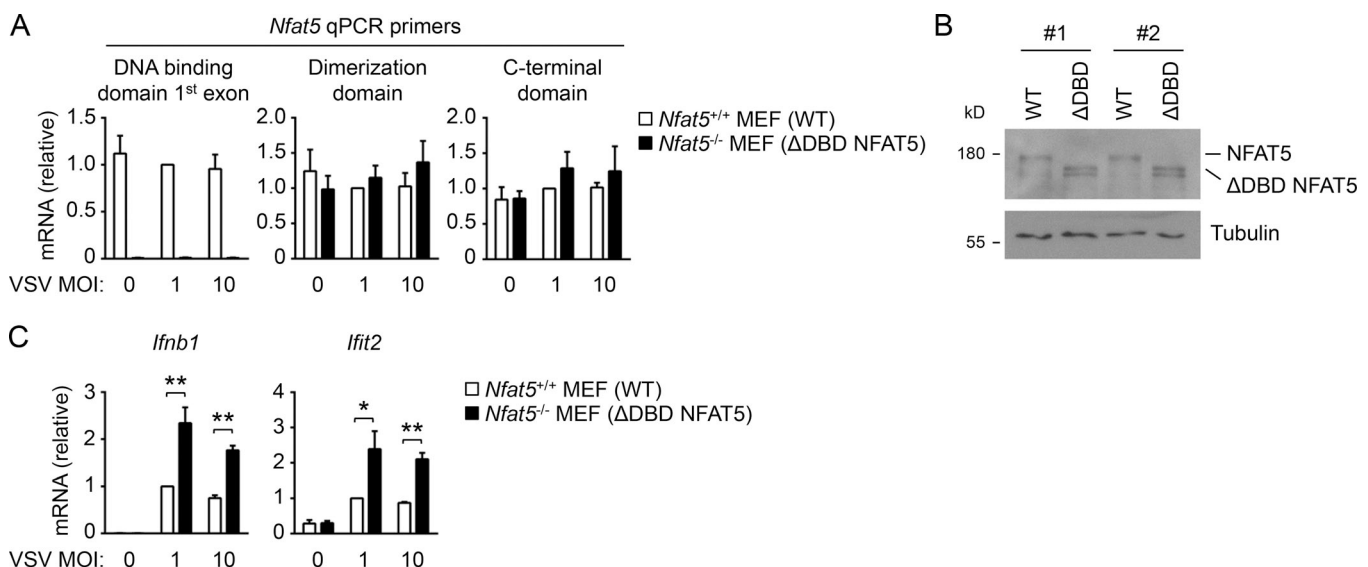 A
Nfat5 qPCR primers
DNA binding
domain 1st exon
Dimerization
domain
C-terminal
domain
mRNA (relative)
1.5
1.0
0.5
0
2.0
1.5
1.0
0.5
0
2.0
1.5
1.0
0.5
0
Nfat5+/+ MEF (WT)
Nfat5-/- MEF (ΔDBD NFAT5)
VSV MOI: 0 1 10 0 1 10 0 1 10
B
#1 #2
WT ΔDBD WT ΔDBD
kD
180 NFAT5
ΔDBD NFAT5
55 Tubulin
C
Ifnb1 Ifit2
mRNA (relative)
3
2
1
0
** **
4
3
2
1
0
* **
Nfat5+/+ MEF (WT)
Nfat5-/- MEF (ΔDBD NFAT5)
VSV MOI: 0 1 10 0 1 10